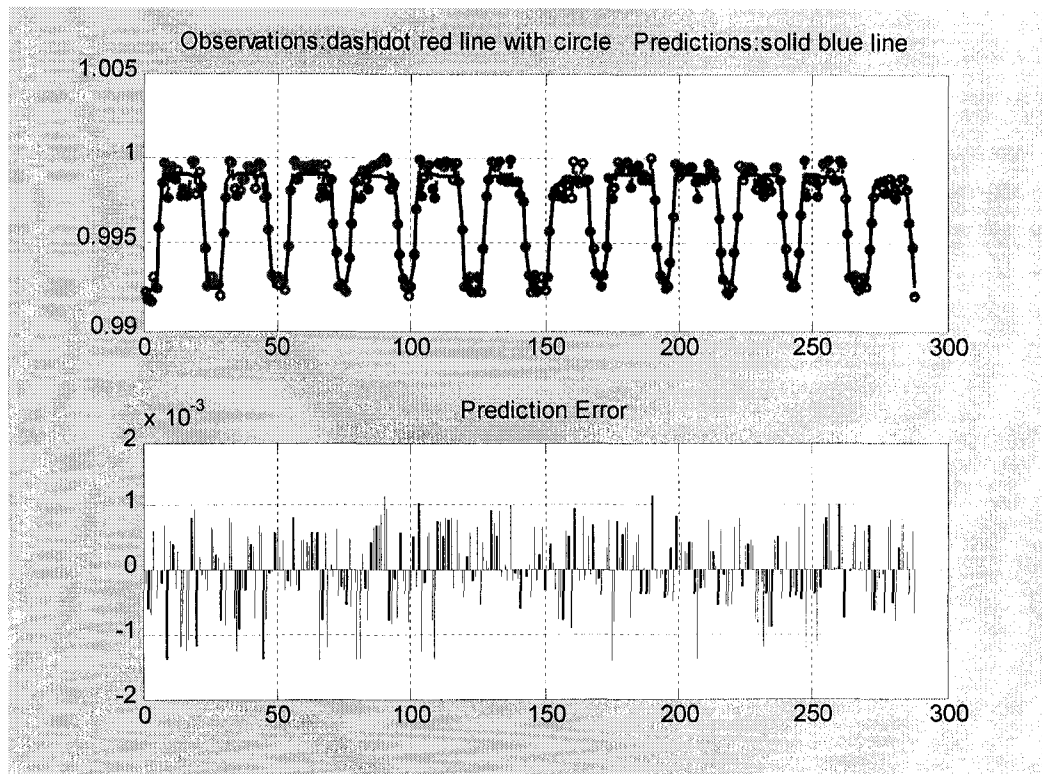 Observations:dashdot red line with circle Predictions:solid blue line
1.005
1
0.995
0.99
0 50 100 150 200 250 300
x 10-3
Prediction Error
2
1
0
-1
-2
0 50 100 150 200 250 300